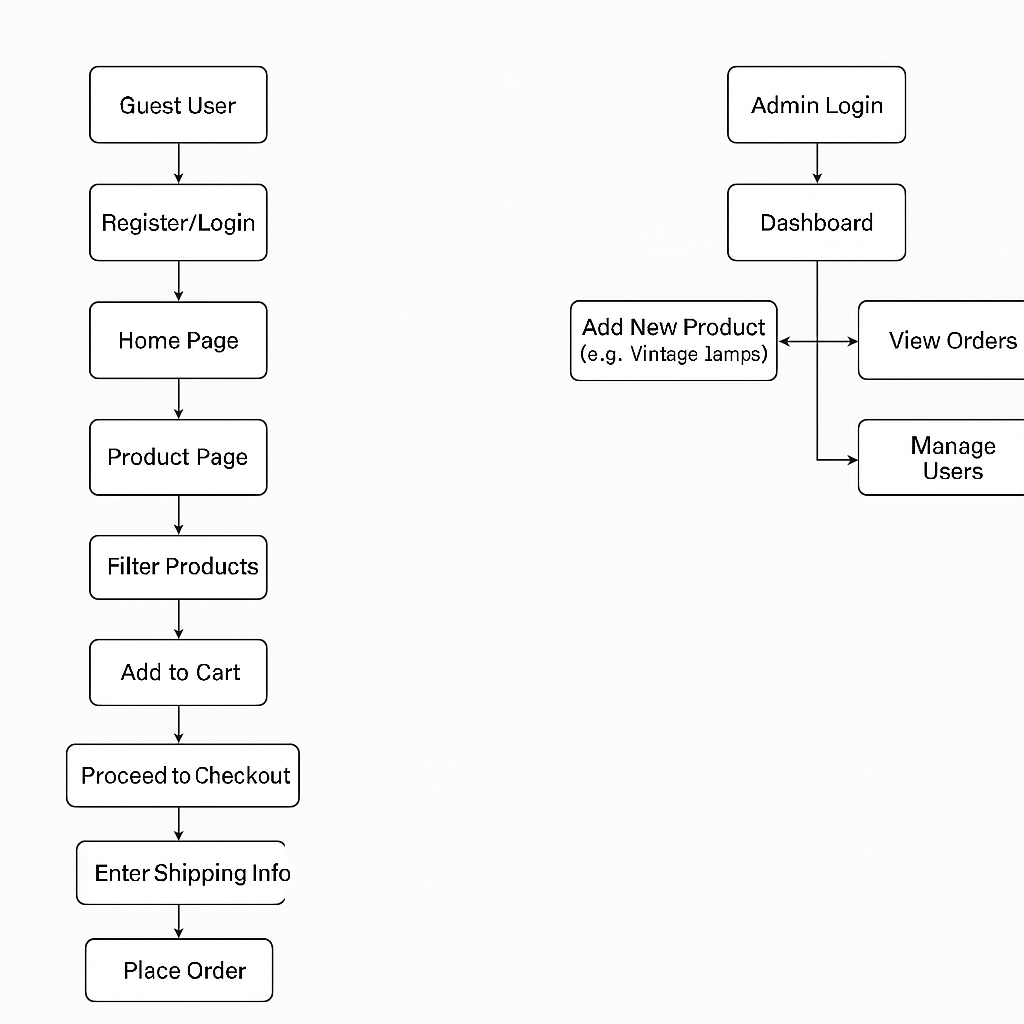 Guest User
Register/Login
Home Page
Product Page
Filter Products
Add to Cart
Proceed to Checkout
Enter Shipping Info
Place Order
Admin Login
Dashboard
Add New Product
(e.g. Vintage lamps)
View Orders
Manage
Users